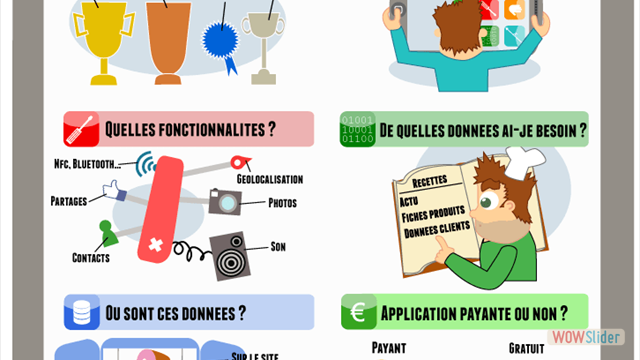 QUELLES FONCTIONNALITES ?
NFC, BLUETOOTH...
GEOLOCALISATION
PARTAGES
PHOTOS
CONTACTS
SON
01001
10001
01100
DE QUELLES DONNEES AI-JE BESOIN ?
RECETTES
ACTU
FICHES PRODUITS
DONNEES CLIENTS
OU SONT CES DONNEES ?
SUR LE SITE
€ APPLICATION PAYANTE OU NON ?
PAYANT
GRATUIT
WOWSlider